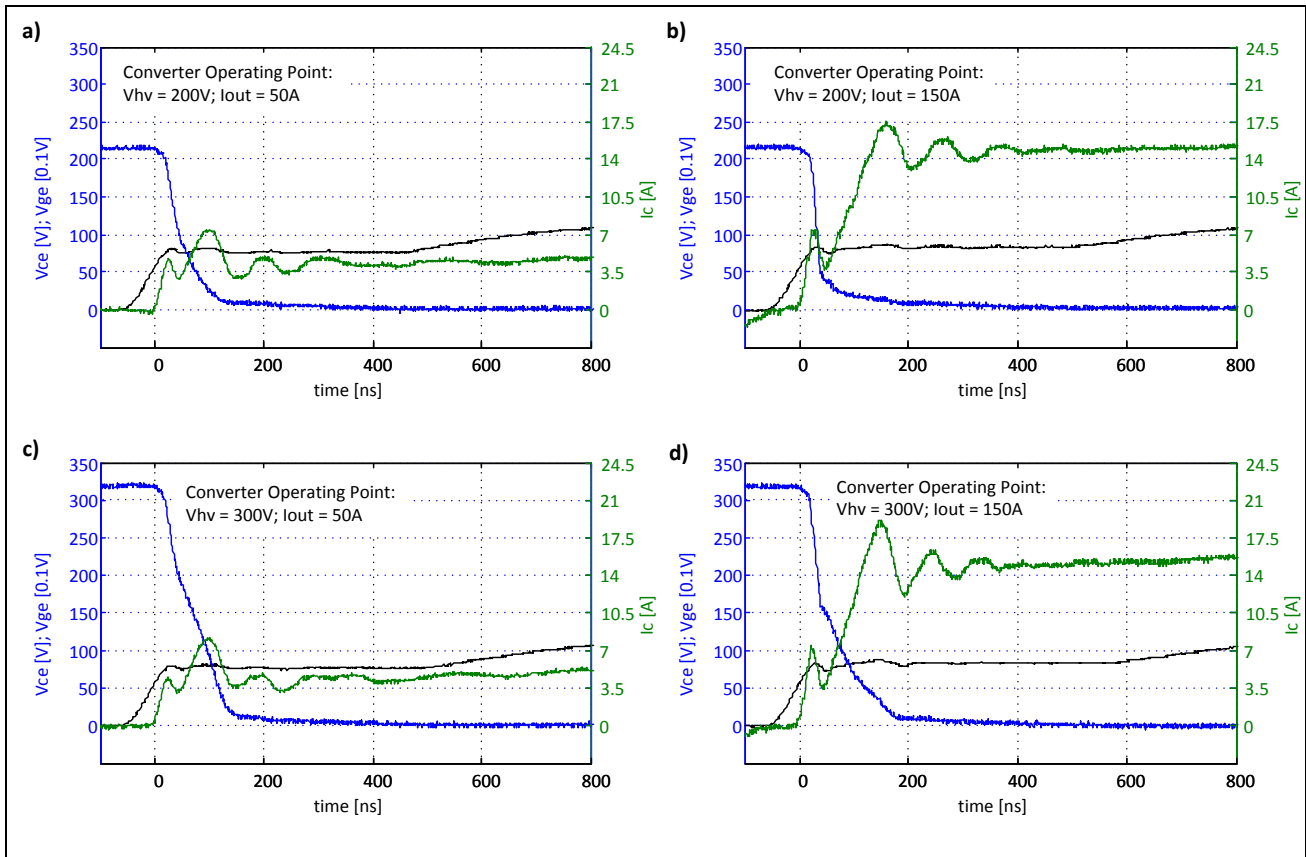 a)
Converter Operating Point:
Vhv = 200V; Iout = 50A
Vce [V]; Vge [0.1V]
350
300
250
200
150
100
50
0
24.5
21
17.5
14
10.5
7
3.5
0
Ic [A]
0 200 400 600 800
time [ns]
b)
Converter Operating Point:
Vhv = 200V; Iout = 150A
Vce [V]; Vge [0.1V]
350
300
250
200
150
100
50
0
24.5
21
17.5
14
10.5
7
3.5
0
Ic [A]
0 200 400 600 800
time [ns]
c)
Converter Operating Point:
Vhv = 300V; Iout = 50A
Vce [V]; Vge [0.1V]
350
300
250
200
150
100
50
0
24.5
21
17.5
14
10.5
7
3.5
0
Ic [A]
0 200 400 600 800
time [ns]
d)
Converter Operating Point:
Vhv = 300V; Iout = 150A
Vce [V]; Vge [0.1V]
350
300
250
200
150
100
50
0
24.5
21
17.5
14
10.5
7
3.5
0
Ic [A]
0 200 400 600 800
time [ns]